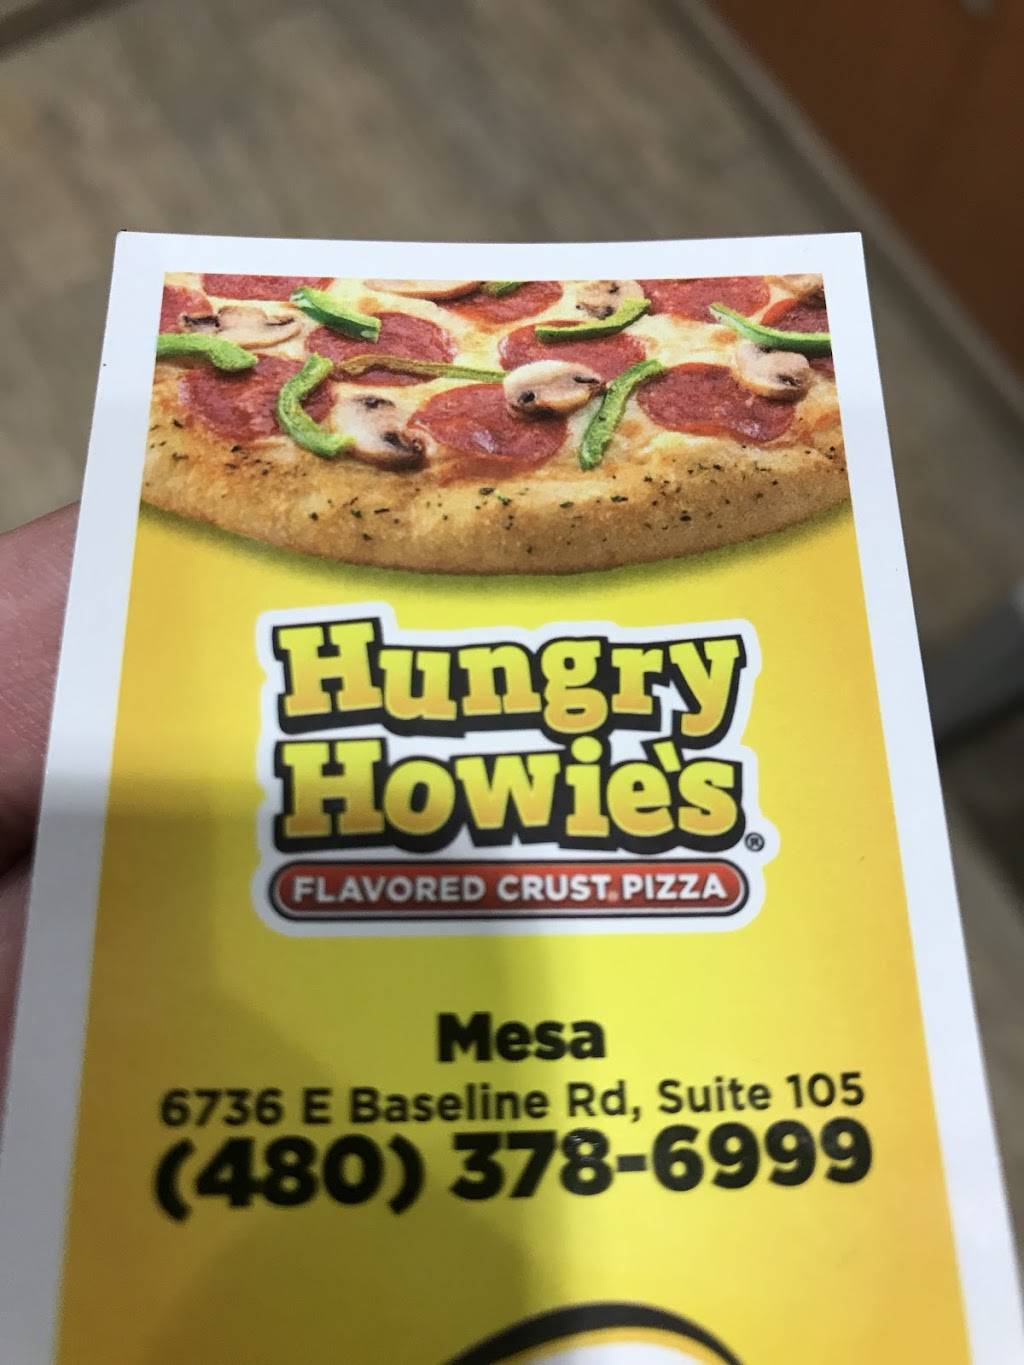 Hungry
Howie's®
FLAVORED CRUST® PIZZA
Mesa
6736 E Baseline Rd, Suite 105
(480) 378-6999